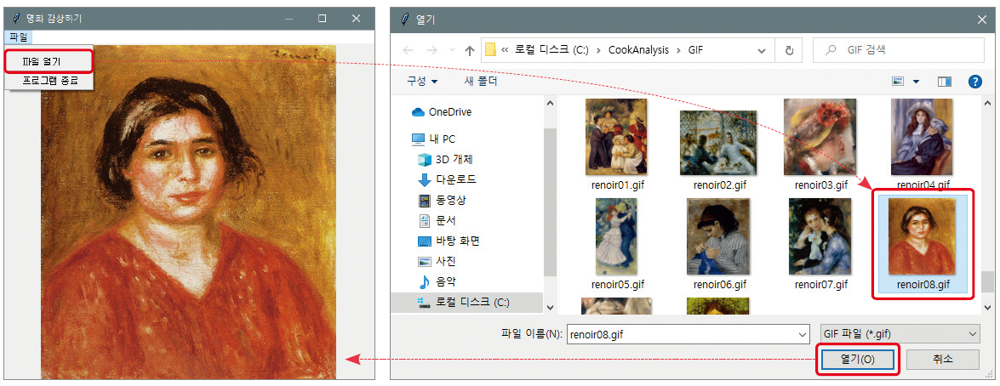 명화 감상하기
파일
파일 열기
프로그램 종료
renoir.
열기
« 로컬 디스크 (C:) › CookAnalysis › GIF
GIF 검색
구성
새 폴더
OneDrive
내 PC
3D 개체
다운로드
동영상
문서
바탕 화면
사진
음악
로컬 디스크 (C:)
renoir01.gif
renoir02.gif
renoir03.gif
renoir04.gif
renoir05.gif
renoir06.gif
renoir07.gif
renoir08.gif
파일 이름(N):
renoir08.gif
GIF 파일 (*.gif)
열기(O)
취소